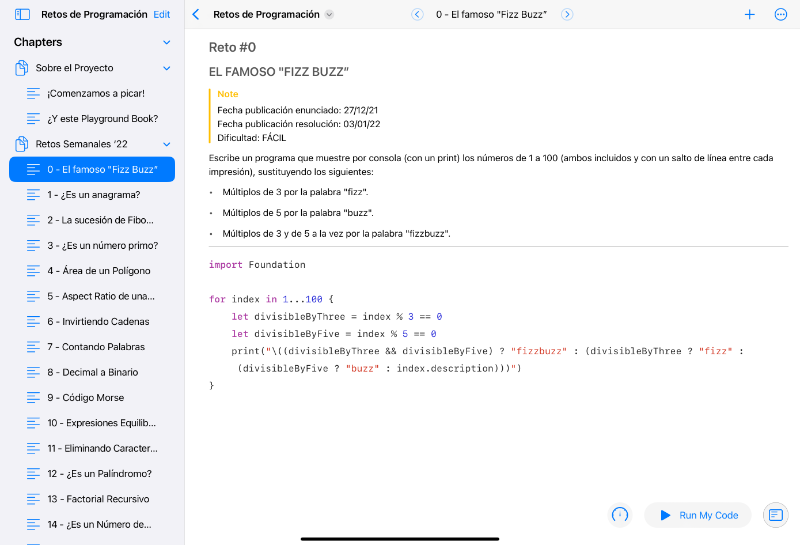 Retos de Programación Edit
Chapters
Sobre el Proyecto
¡Comenzamos a picar!
¿Y este Playground Book?
Retos Semanales ‘22
0 - El famoso "Fizz Buzz”
1 - ¿Es un anagrama?
2 - La sucesión de Fibo...
3 - ¿Es un número primo?
4 - Área de un Polígono
5 - Aspect Ratio de una...
6 - Invirtiendo Cadenas
7 - Contando Palabras
8 - Decimal a Binario
9 - Código Morse
10 - Expresiones Equilib...
11 - Eliminando Caracter...
12 - ¿Es un Palíndromo?
13 - Factorial Recursivo
14 - ¿Es un Número de...
Retos de Programación
0 - El famoso "Fizz Buzz”
Reto #0
EL FAMOSO "FIZZ BUZZ”
Note
Fecha publicación enunciado: 27/12/21
Fecha publicación resolución: 03/01/22
Dificultad: FÁCIL
Escribe un programa que muestre por consola (con un print) los números de 1 a 100 (ambos incluidos y con un salto de línea entre cada
impresión), sustituyendo los siguientes:
• Múltiplos de 3 por la palabra "fizz".
• Múltiplos de 5 por la palabra "buzz".
• Múltiplos de 3 y de 5 a la vez por la palabra "fizzbuzz".
import Foundation
for index in 1...100 {
let divisibleByThree = index % 3 == 0
let divisibleByFive = index % 5 == 0
print("\((divisibleByThree && divisibleByFive) ? "fizzbuzz" : (divisibleByThree ? "fizz" :
(divisibleByFive ? "buzz" : index.description)))")
}
Run My Code